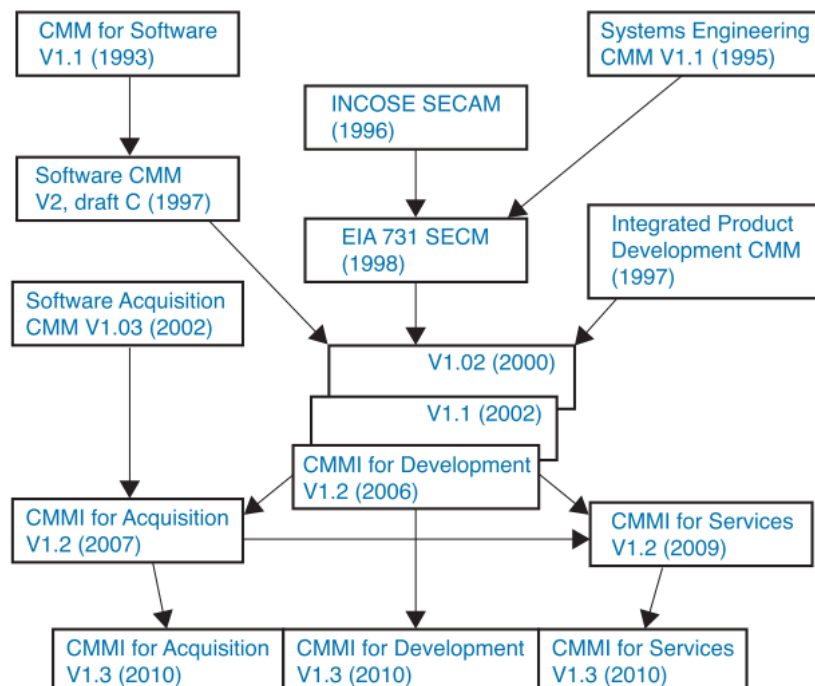 CMM for Software
V1.1 (1993)
Systems Engineering
CMM V1.1 (1995)
INCOSE SECAM
(1996)
Software CMM
V2, draft C (1997)
EIA 731 SECM
(1998)
Integrated Product
Development CMM
(1997)
Software Acquisition
CMM V1.03 (2002)
V1.02 (2000)
V1.1 (2002)
CMMI for Development
V1.2 (2006)
CMMI for Acquisition
V1.2 (2007)
CMMI for Services
V1.2 (2009)
CMMI for Acquisition
V1.3 (2010)
CMMI for Development
V1.3 (2010)
CMMI for Services
V1.3 (2010)